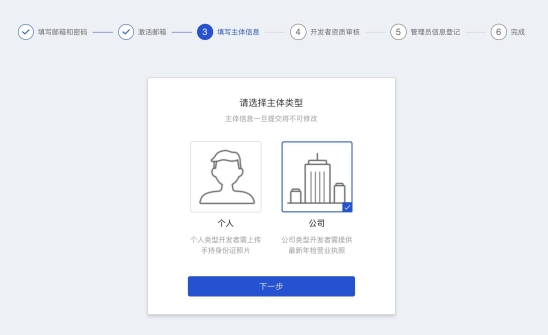 填写邮箱和密码
激活邮箱
3 填写主体信息
4 开发者资质审核
5 管理员信息登记
6 完成
请选择主体类型
主体信息一旦提交将不可修改
个人
公司
个人类型开发者需上传
手持身份证照片
公司类型开发者需提供
最新年检营业执照
下一步